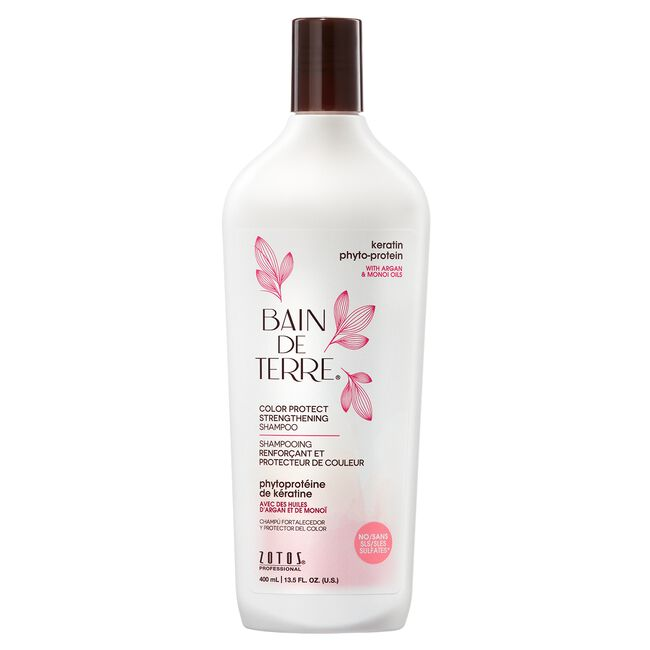 keratin
phyto-protein
WITH ARGAN
& MONOI OILS
BAIN
DE
TERRE®
COLOR PROTECT
STRENGTHENING
SHAMPOO
SHAMPOOING
RENFORÇANT ET
PROTECTEUR DE COULEUR
phytoprotéine
de kératine
AVEC DES HUILES
D'ARGAN ET DE MONOÏ
CHAMPÚ FORTALECEDOR
Y PROTECTOR DEL COLOR
NO/SANS
SLS/SLES
SULFATES*
ZOTOS®
PROFESSIONAL
400 mL | 13.5 FL. OZ. (U.S.)